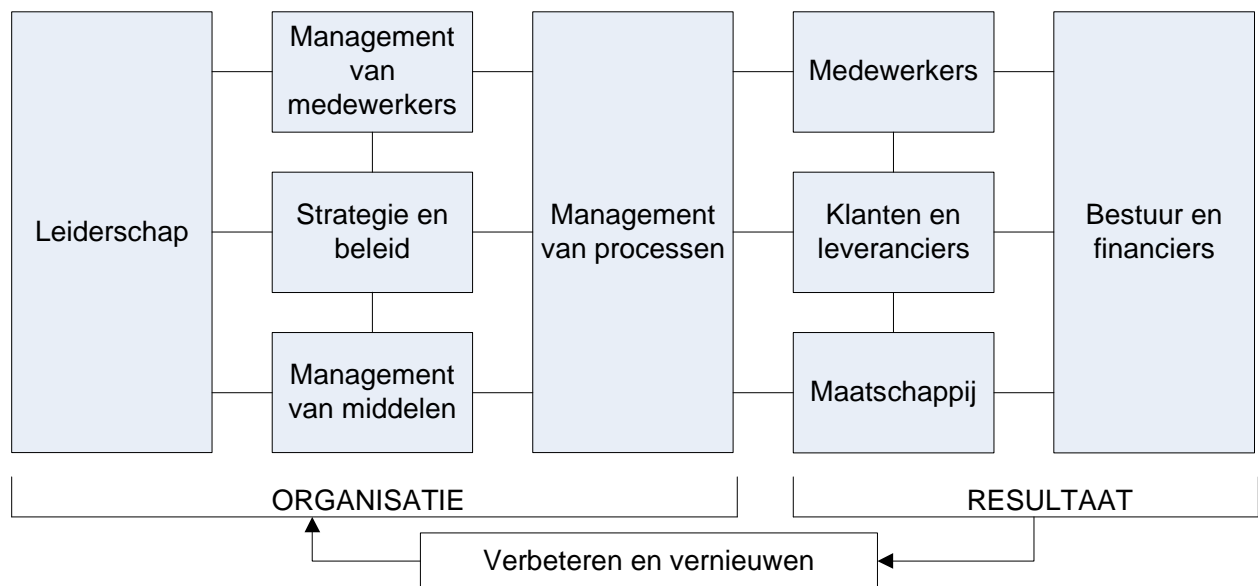 Leiderschap
Management
van
medewerkers
Strategie en
beleid
Management
van middelen
Management
van processen
Medewerkers
Klanten en
leveranciers
Maatschappij
Bestuur en
financiers
ORGANISATIE
RESULTAAT
Verbeteren en vernieuwen